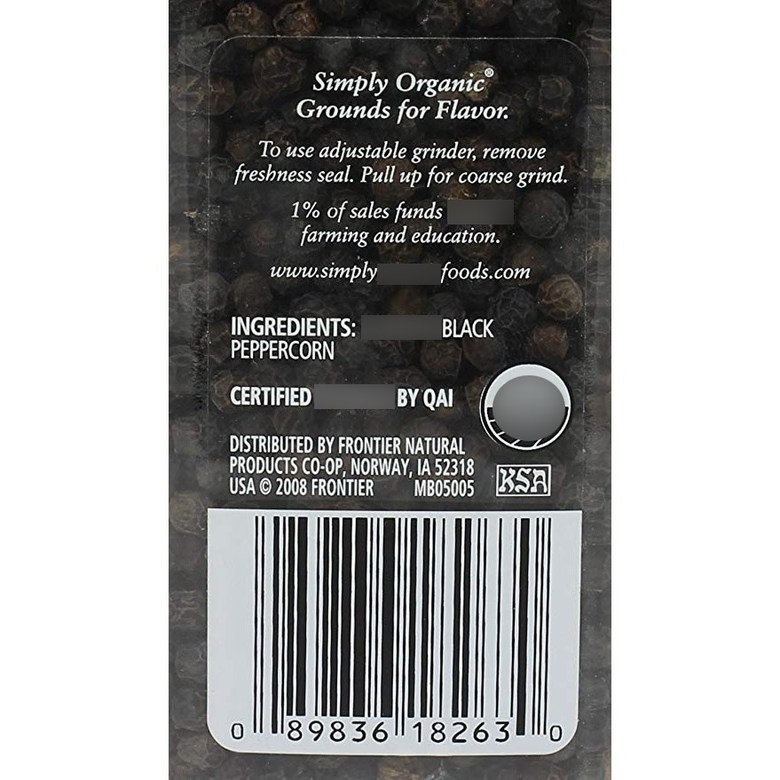 Simply Organic®
Grounds for Flavor.
To use adjustable grinder, remove
freshness seal. Pull up for coarse grind.
1% of sales funds
farming and education.
www.simply foods.com
INGREDIENTS: BLACK
PEPPERCORN
CERTIFIED BY QAI
DISTRIBUTED BY FRONTIER NATURAL
PRODUCTS CO-OP, NORWAY, IA 52318
USA © 2008 FRONTIER MB05005
KSA
0 89836 18263 0